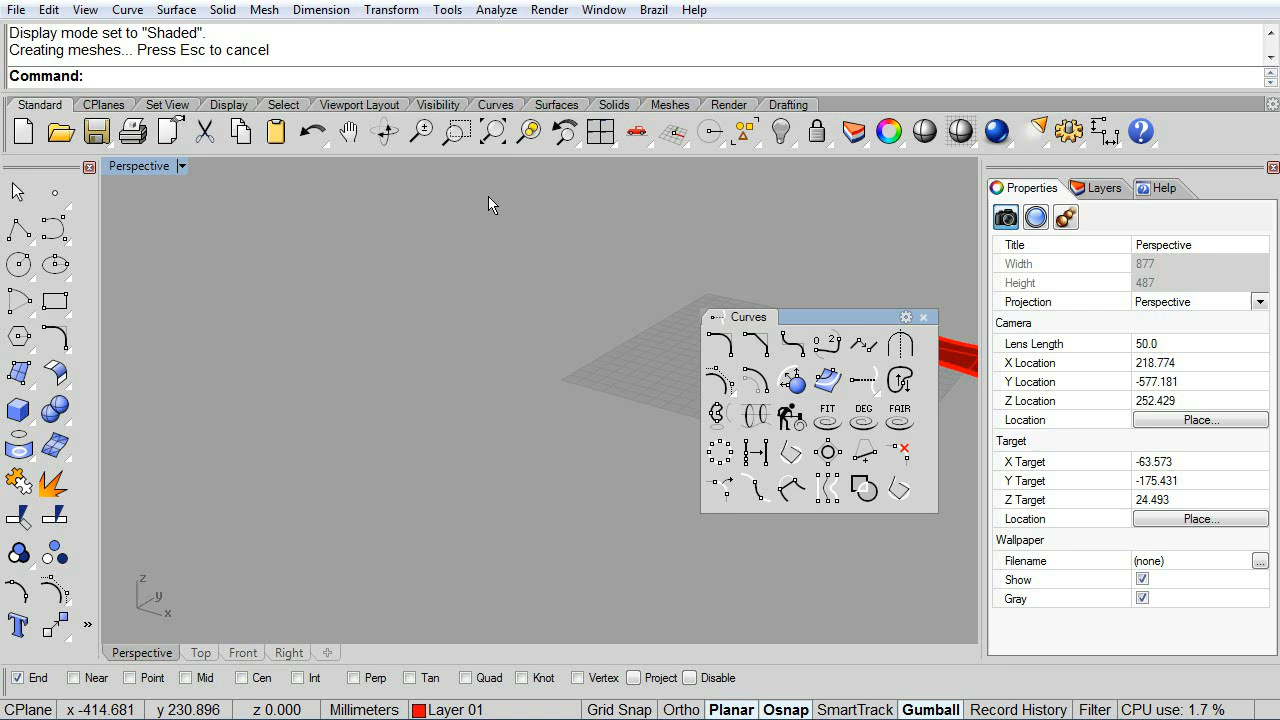 File Edit View Curve Surface Solid Mesh Dimension Transform Tools Analyze Render Window Brazil Help
Display mode set to "Shaded".
Creating meshes... Press Esc to cancel
Command:
Standard CPlanes Set View Display Select Viewport Layout Visibility Curves Surfaces Solids Meshes Render Drafting
Perspective
Properties Layers Help
Title Perspective
Width 877
Height 487
Projection Perspective
Camera
Lens Length 50.0
X Location 218.774
Y Location -577.181
Z Location 252.429
Location Place...
Target
X Target -63.573
Y Target -175.431
Z Target 24.493
Location Place...
Wallpaper
Filename (none) ...
Show
Gray
Curves
0 2
FIT DEG FAIR
z
y
x
T
»
Perspective Top Front Right
End Near Point Mid Cen Int Perp Tan Quad Knot Vertex Project Disable
CPlane x -414.681 y 230.896 z 0.000 Millimeters Layer 01 Grid Snap Ortho Planar Osnap SmartTrack Gumball Record History Filter CPU use: 1.7 %